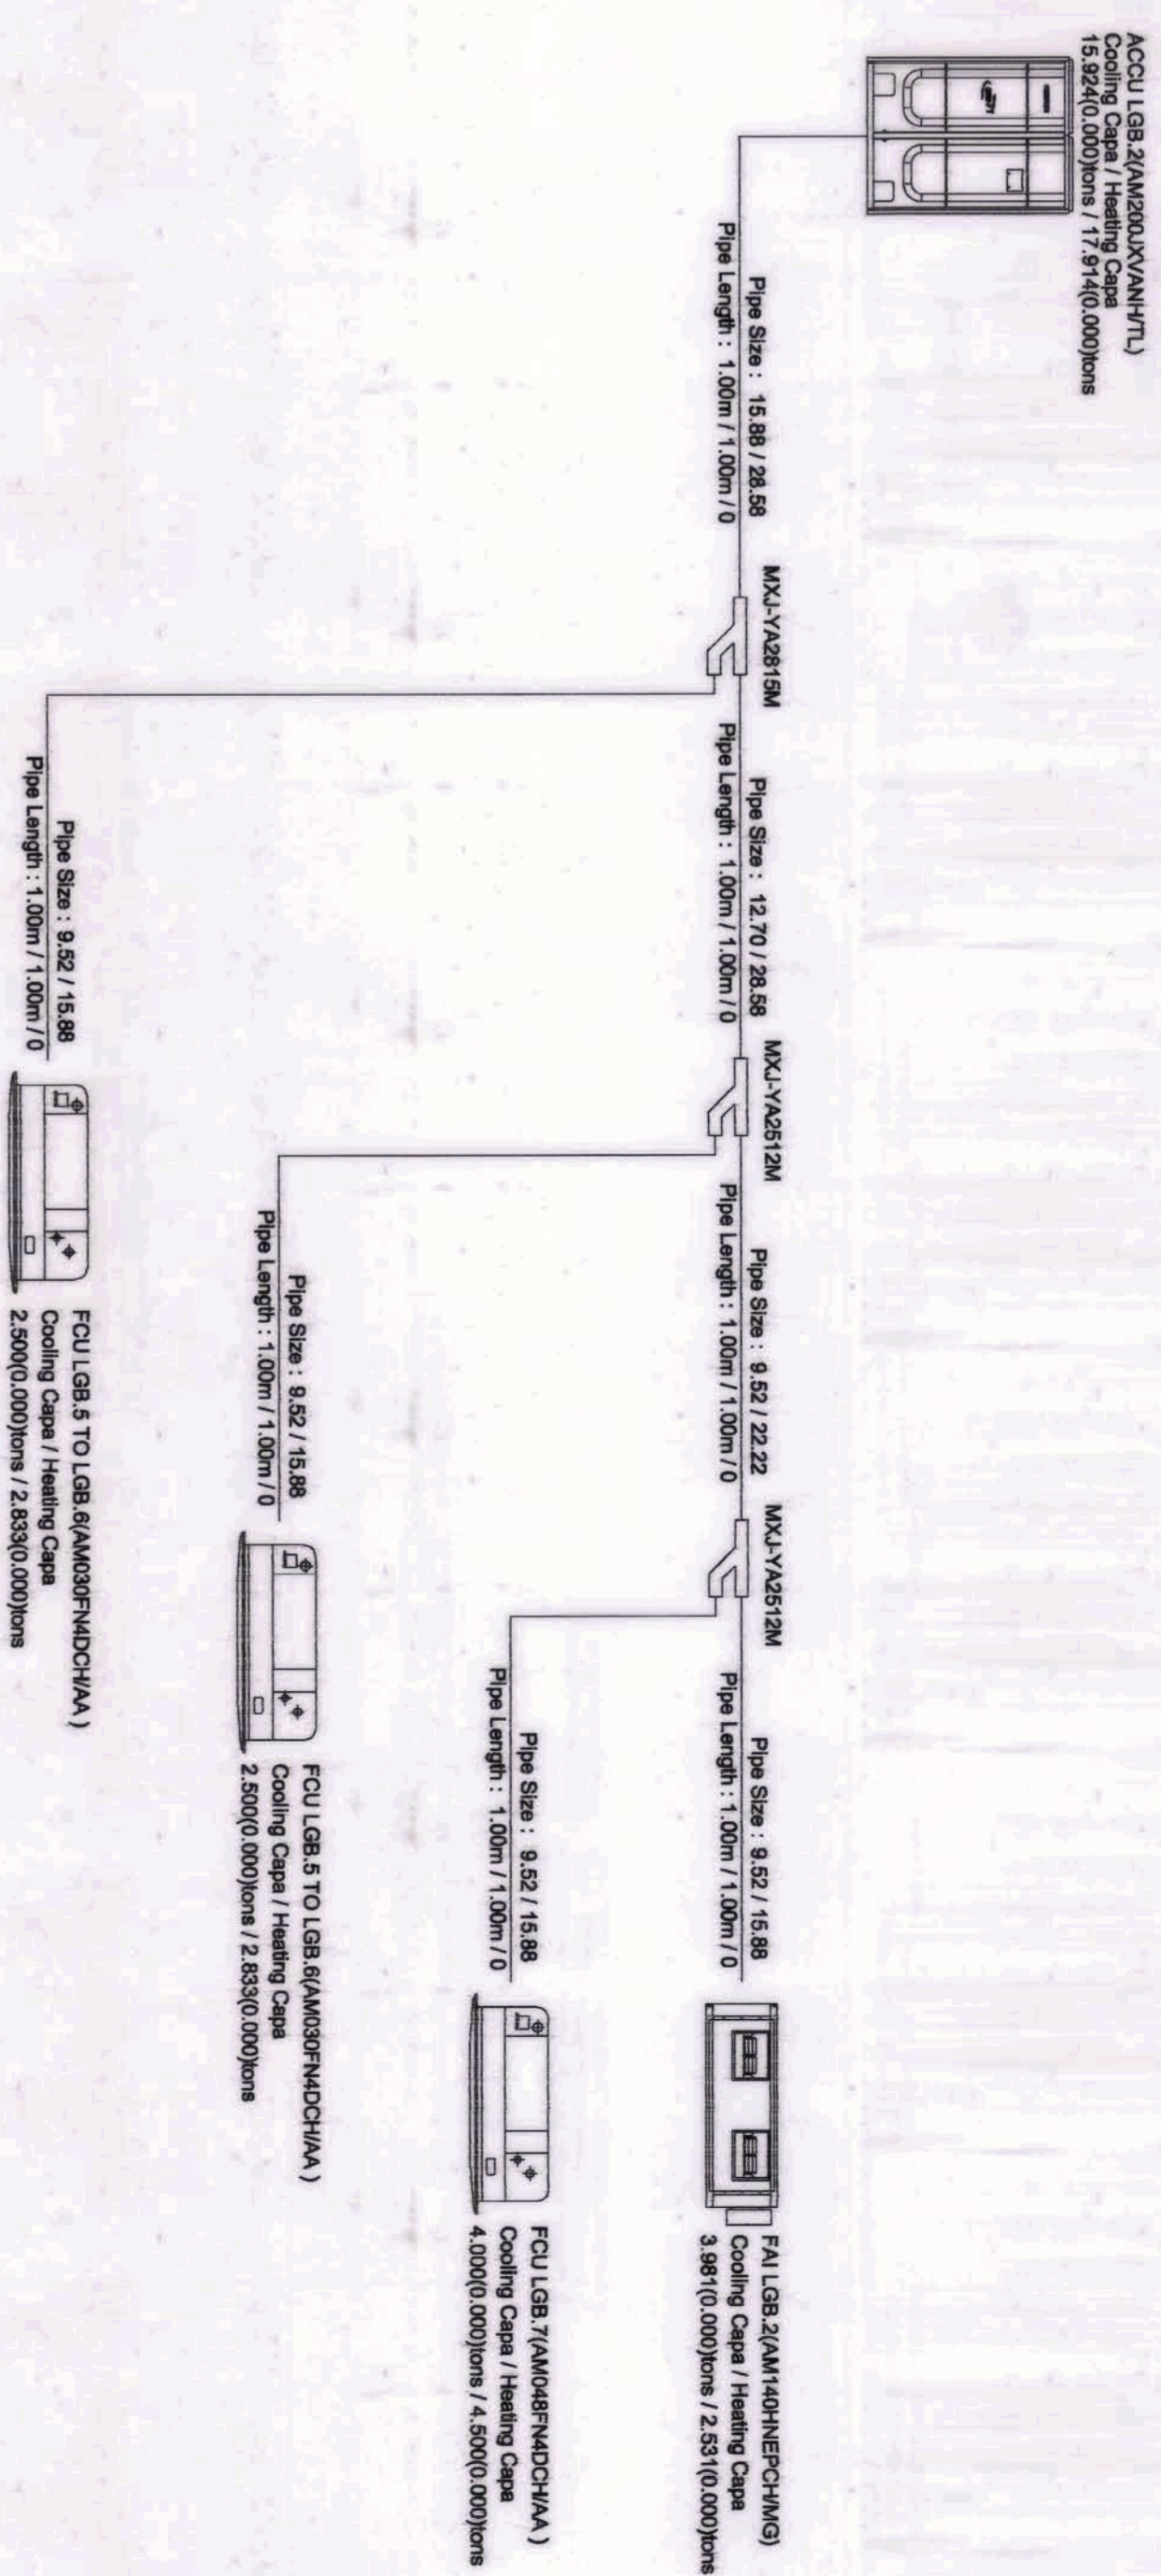 ACCU LGB.2(AM200JXVANH/TL)
Cooling Capa / Heating Capa
15.924(0.000)tons / 17.914(0.000)tons
Pipe Size : 15.88 / 28.58
Pipe Length : 1.00m / 1.00m / 0
MXJ-YA2815M
Pipe Size : 12.70 / 28.58
Pipe Length : 1.00m / 1.00m / 0
MXJ-YA2512M
Pipe Size : 9.52 / 22.22
Pipe Length : 1.00m / 1.00m / 0
MXJ-YA2512M
Pipe Size : 9.52 / 15.88
Pipe Length : 1.00m / 1.00m / 0
FAI LGB.2(AM140HNEPCH/MG)
Cooling Capa / Heating Capa
3.981(0.000)tons / 2.531(0.000)tons
Pipe Size : 9.52 / 15.88
Pipe Length : 1.00m / 1.00m / 0
FCU LGB.7(AM048FN4DCH/AA )
Cooling Capa / Heating Capa
4.000(0.000)tons / 4.500(0.000)tons
Pipe Size : 9.52 / 15.88
Pipe Length : 1.00m / 1.00m / 0
FCU LGB.5 TO LGB.6(AM030FN4DCH/AA )
Cooling Capa / Heating Capa
2.500(0.000)tons / 2.833(0.000)tons
Pipe Size : 9.52 / 15.88
Pipe Length : 1.00m / 1.00m / 0
FCU LGB.5 TO LGB.6(AM030FN4DCH/AA )
Cooling Capa / Heating Capa
2.500(0.000)tons / 2.833(0.000)tons